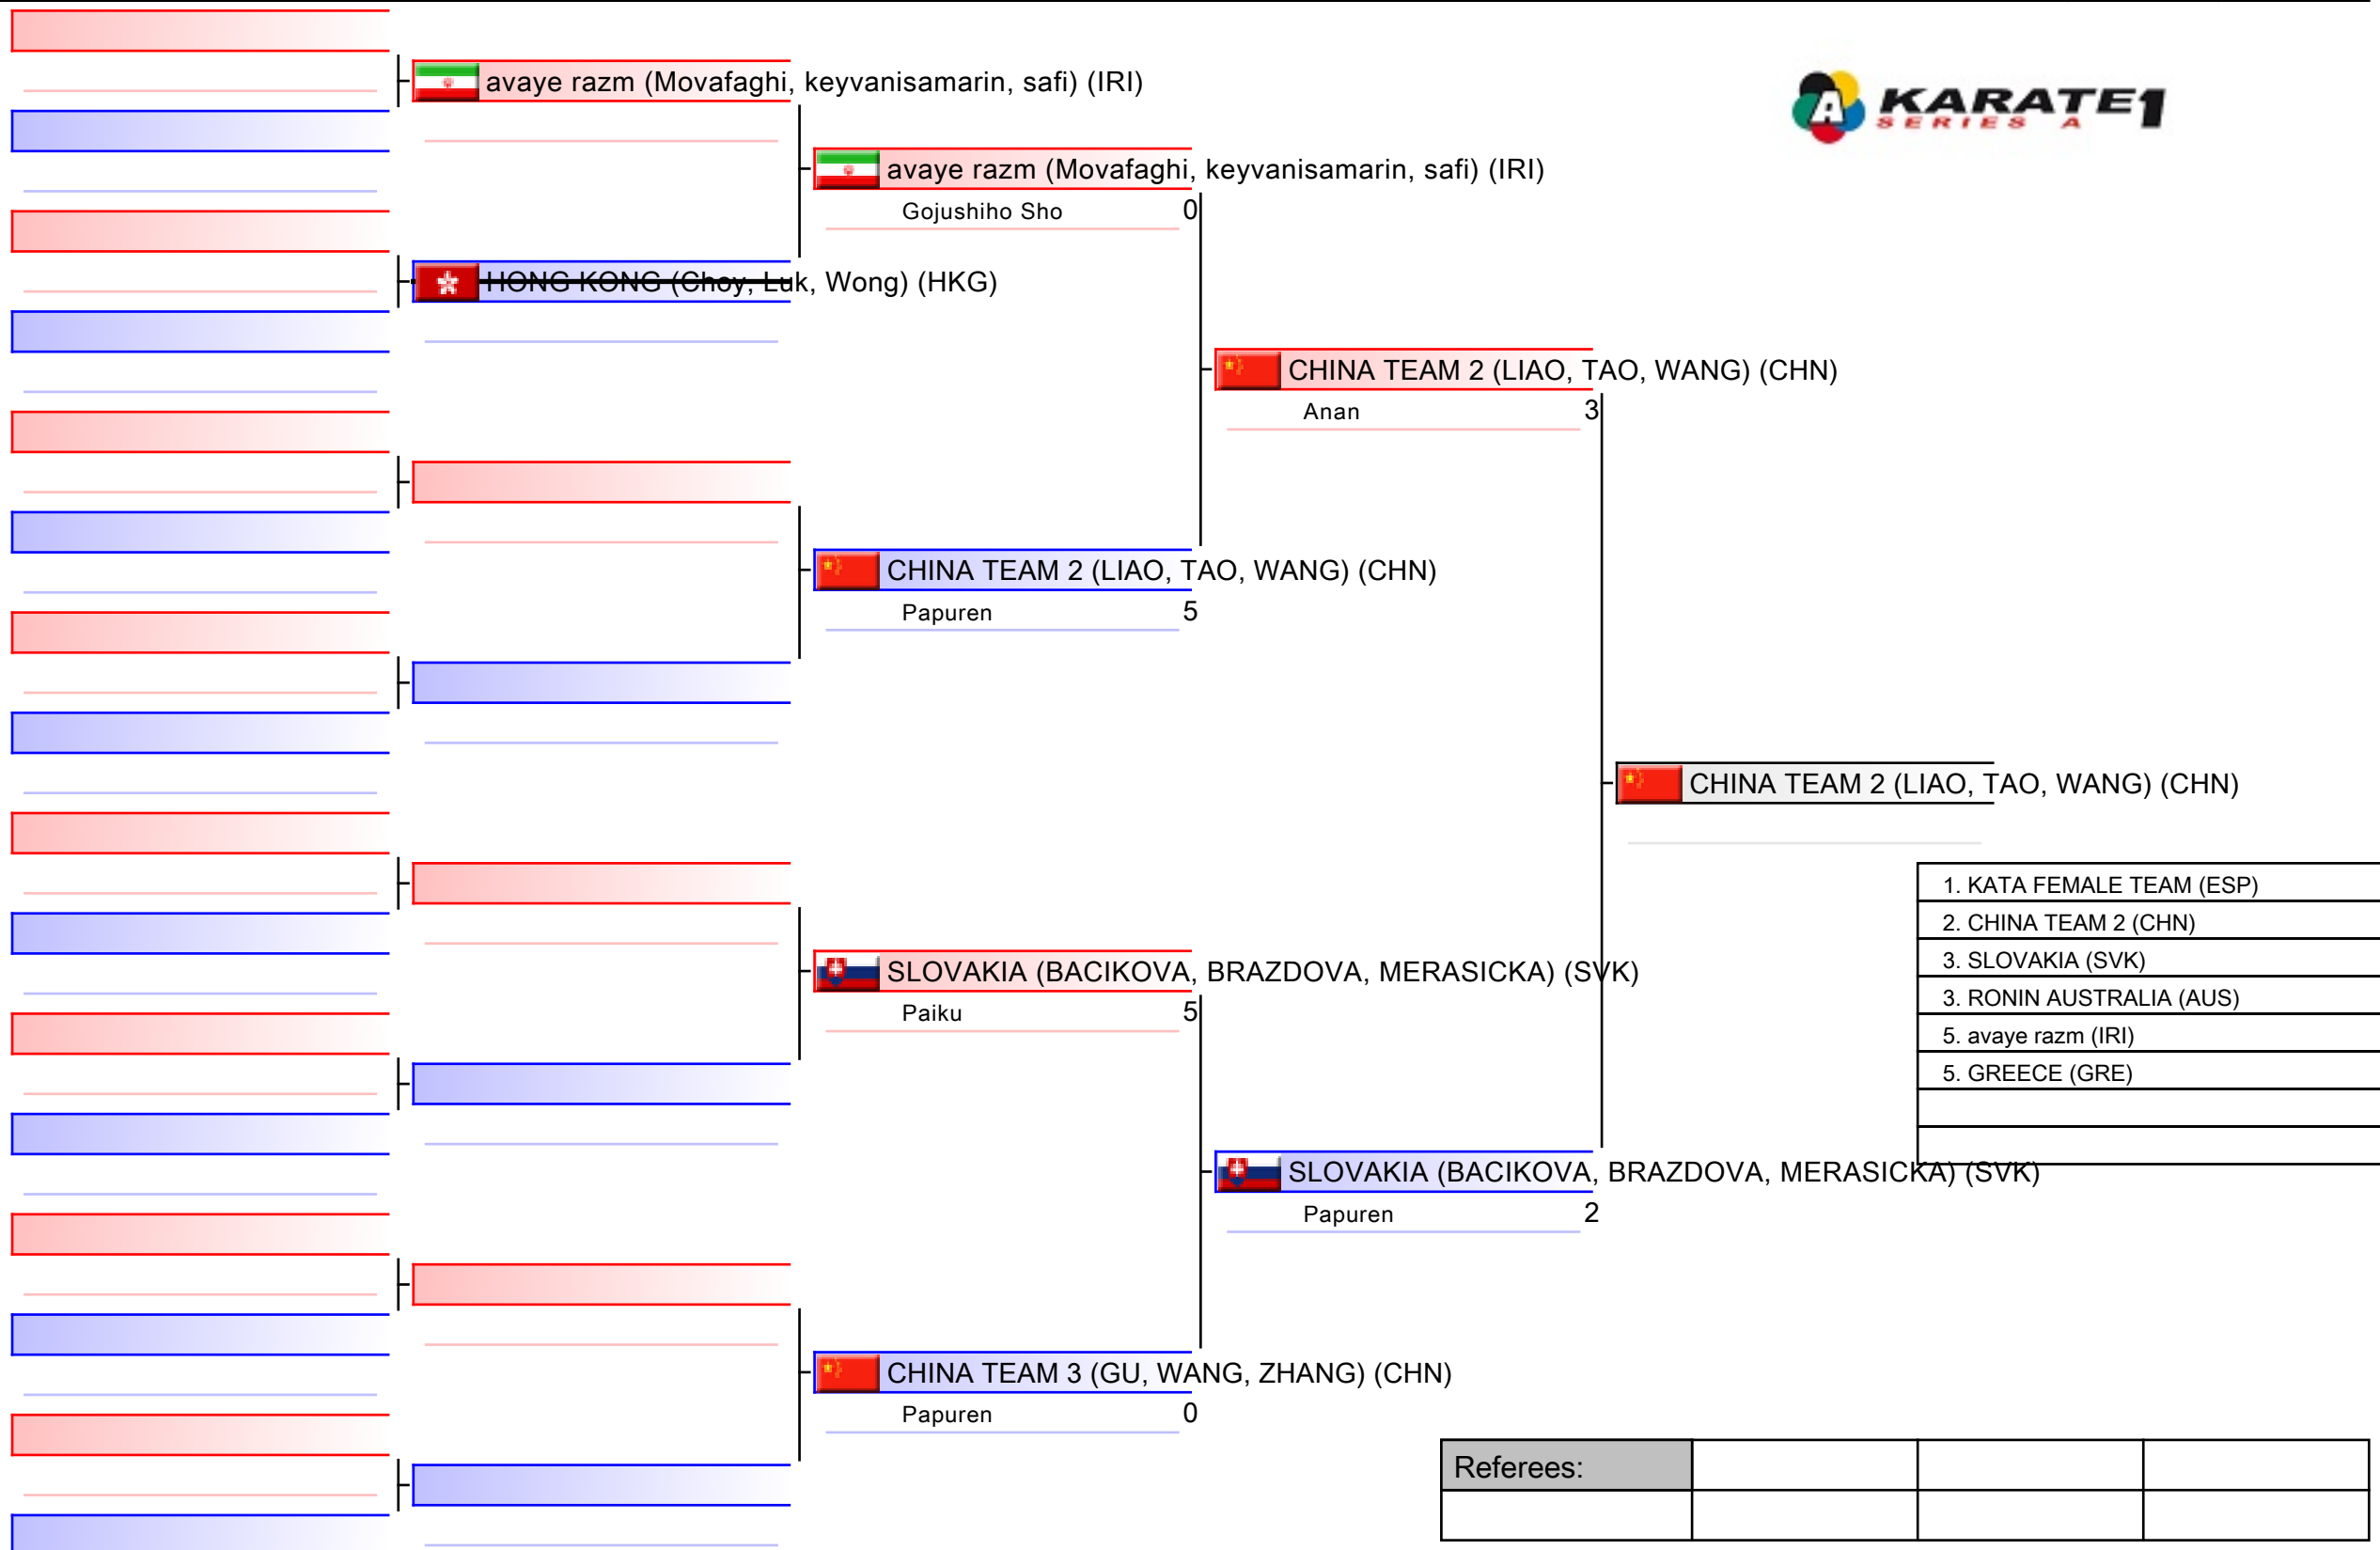 avaye razm (Movafaghi, keyvanisamarin, safi) (IRI)
A KARATE1
SERIES A
avaye razm (Movafaghi, keyvanisamarin, safi) (IRI)
Gojushiho Sho 0
HONG KONG (Choy, Luk, Wong) (HKG)
CHINA TEAM 2 (LIAO, TAO, WANG) (CHN)
Anan 3
CHINA TEAM 2 (LIAO, TAO, WANG) (CHN)
Papuren 5
CHINA TEAM 2 (LIAO, TAO, WANG) (CHN)
1. KATA FEMALE TEAM (ESP)
2. CHINA TEAM 2 (CHN)
3. SLOVAKIA (SVK)
3. RONIN AUSTRALIA (AUS)
5. avaye razm (IRI)
5. GREECE (GRE)
SLOVAKIA (BACIKOVA, BRAZDOVA, MERASICKA) (SVK)
Paiku 5
SLOVAKIA (BACIKOVA, BRAZDOVA, MERASICKA) (SVK)
Papuren 2
CHINA TEAM 3 (GU, WANG, ZHANG) (CHN)
Papuren 0
Referees: